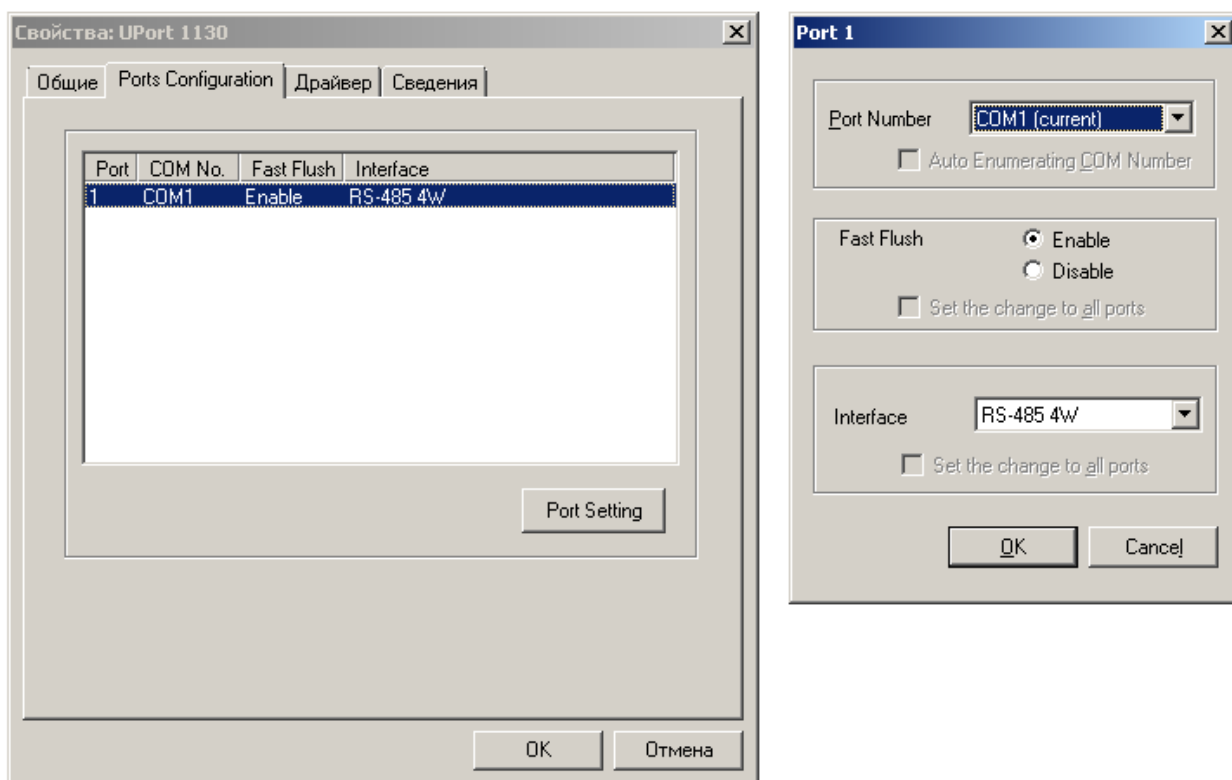 Свойства: UPort 1130
Общие Ports Configuration Драйвер Сведения
Port COM No. Fast Flush Interface
1 COM1 Enable RS-485 4W
Port Setting
OK Отмена
Port 1
Port Number COM1 (current)
Auto Enumerating COM Number
Fast Flush Enable
Disable
Set the change to all ports
Interface RS-485 4W
Set the change to all ports
OK Cancel